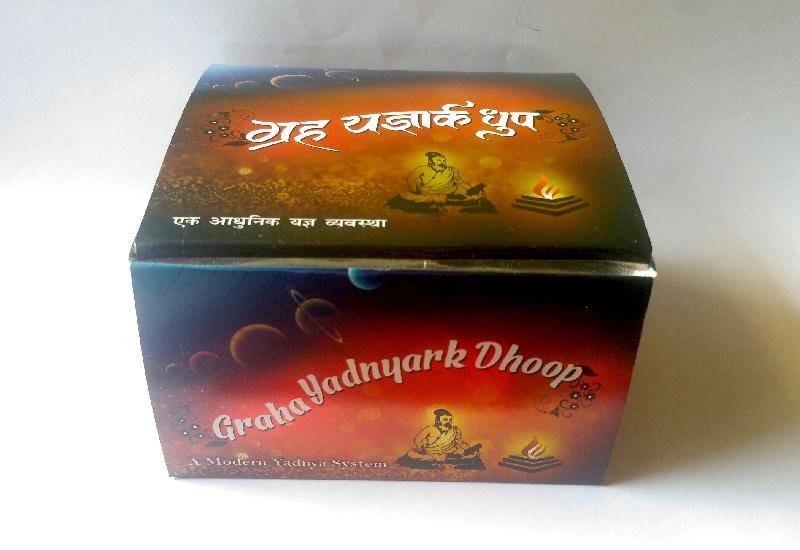 ग्रह यज्ञार्क धुप
एक आधुनिक यज्ञ व्यवस्था
Graha Yadnyark Dhoop
A Modern Yadnya System